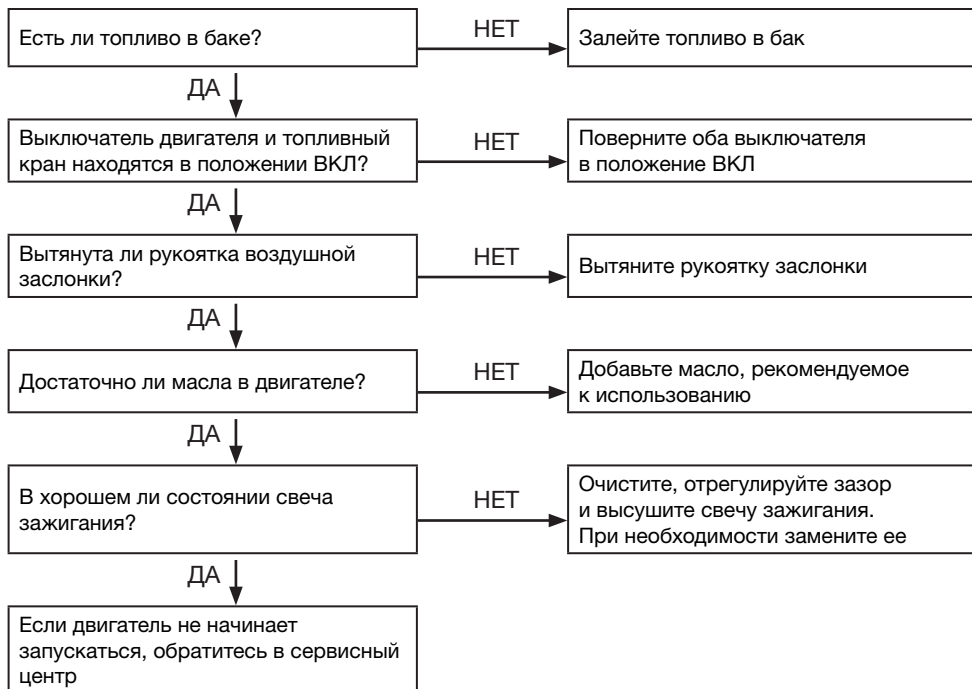 Есть ли топливо в баке?
НЕТ
Залейте топливо в бак
ДА
Выключатель двигателя и топливный
кран находятся в положении ВКЛ?
НЕТ
Поверните оба выключателя
в положение ВКЛ
ДА
Вытянута ли рукоятка воздушной
заслонки?
НЕТ
Вытяните рукоятку заслонки
ДА
Достаточно ли масла в двигателе?
НЕТ
Добавьте масло, рекомендуемое
к использованию
ДА
В хорошем ли состоянии свеча
зажигания?
НЕТ
Очистите, отрегулируйте зазор
и высушите свечу зажигания.
При необходимости замените ее
ДА
Если двигатель не начинает
запускаться, обратитесь в сервисный
центр